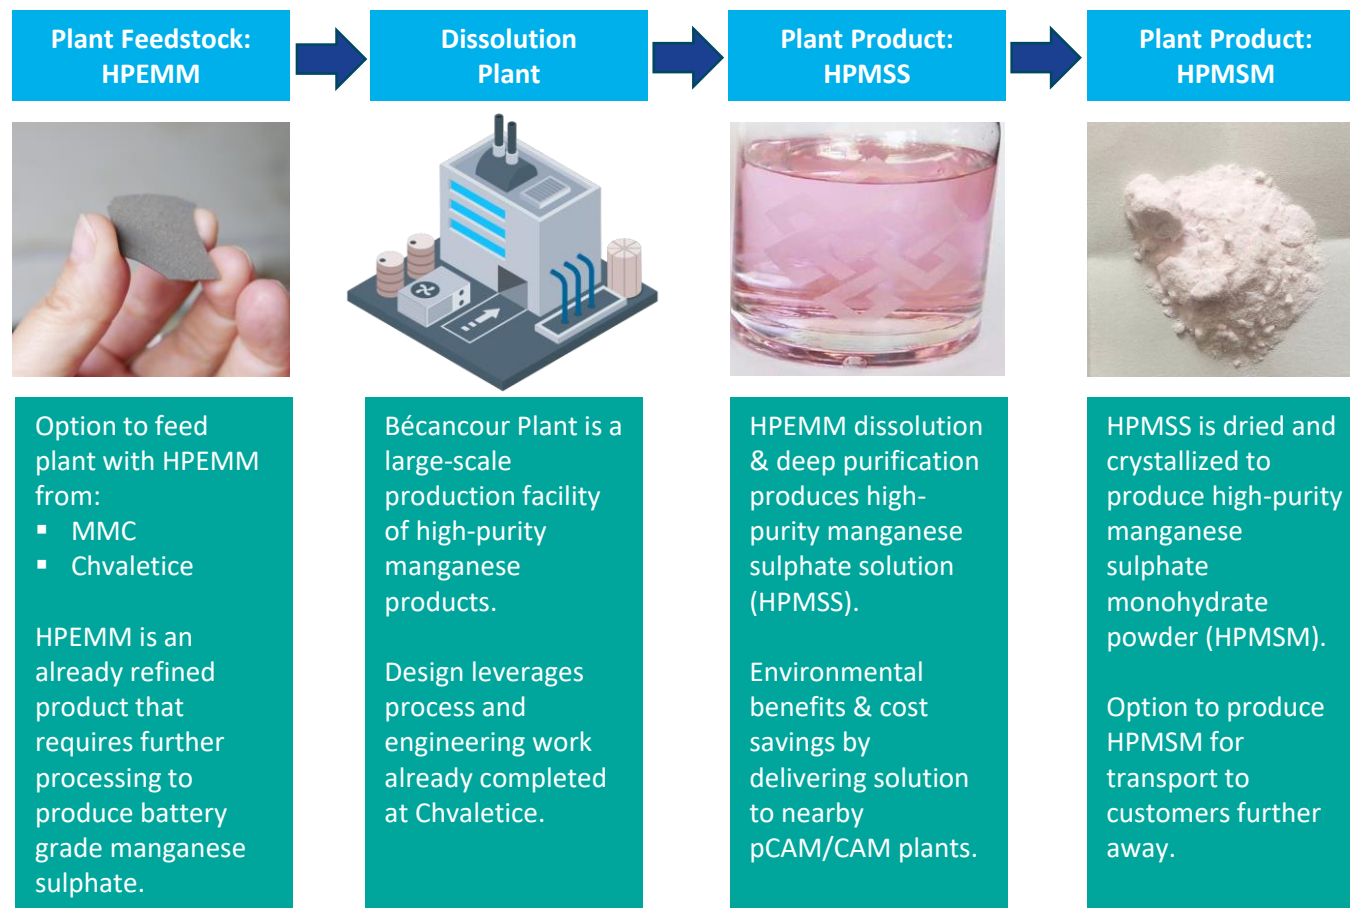 Plant Feedstock:
HPEMM
Dissolution
Plant
Plant Product:
HPMSS
Plant Product:
HPMSM
Option to feed
plant with HPEMM
from:
▪ MMC
▪ Chvaletice
HPEMM is an
already refined
product that
requires further
processing to
produce battery
grade manganese
sulphate.
Bécancour Plant is a
large-scale
production facility
of high-purity
manganese
products.
Design leverages
process and
engineering work
already completed
at Chvaletice.
HPEMM dissolution
& deep purification
produces high-
purity manganese
sulphate solution
(HPMSS).
Environmental
benefits & cost
savings by
delivering solution
to nearby
pCAM/CAM plants.
HPMSS is dried and
crystallized to
produce high-purity
manganese
sulphate
monohydrate
powder (HPMSM).
Option to produce
HPMSM for
transport to
customers further
away.